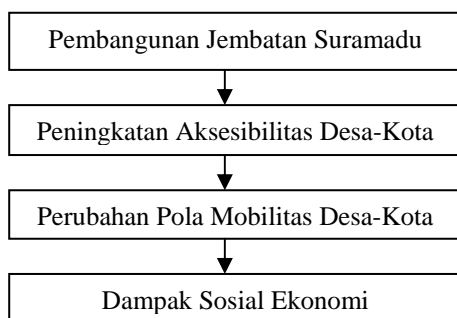 Pembangunan Jembatan Suramadu
Peningkatan Aksesibilitas Desa-Kota
Perubahan Pola Mobilitas Desa-Kota
Dampak Sosial Ekonomi